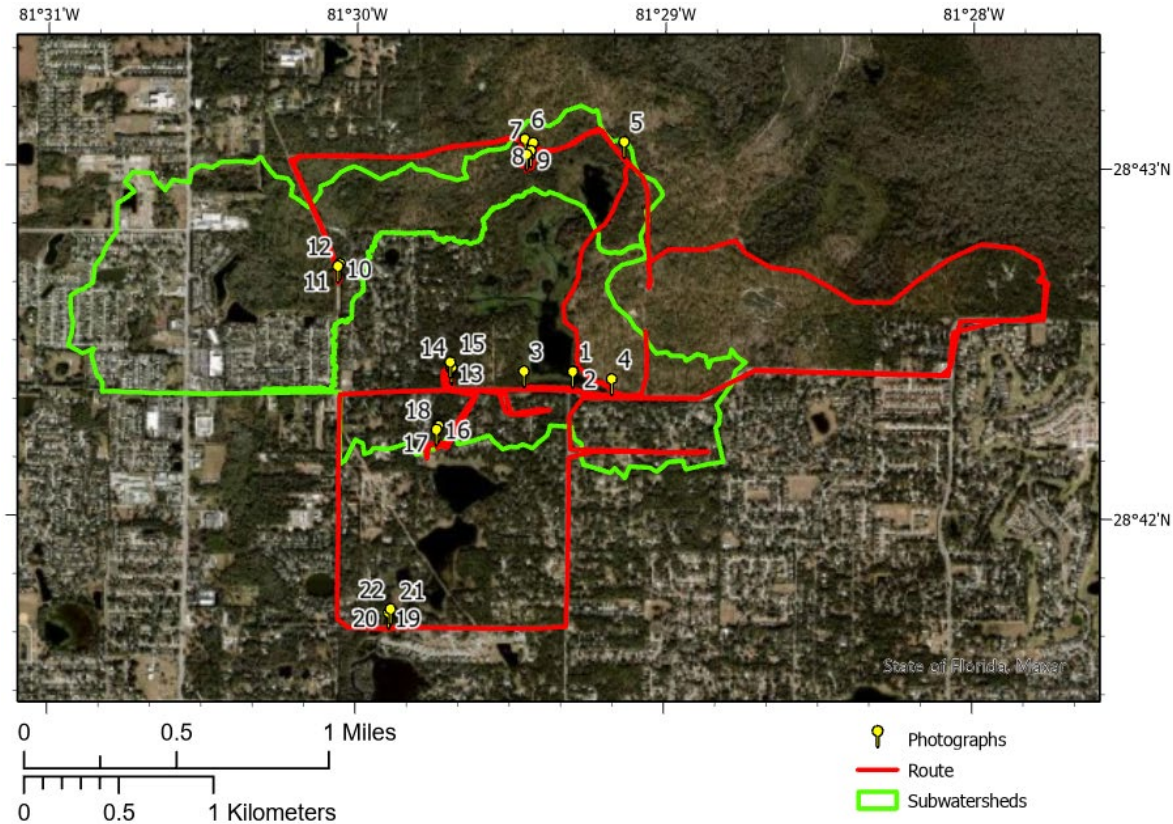 81°31'W 81°30'W 81°29'W 81°28'W
7 6 5
8 9
28°43'N
12
10
11
14 15 3 1 4
13 2
18
16
17
28°42'N
22 21
20 19
State of Florida, Maxar
0 0.5 1 Miles
0 0.5 1 Kilometers
Photographs
Route
Subwatersheds